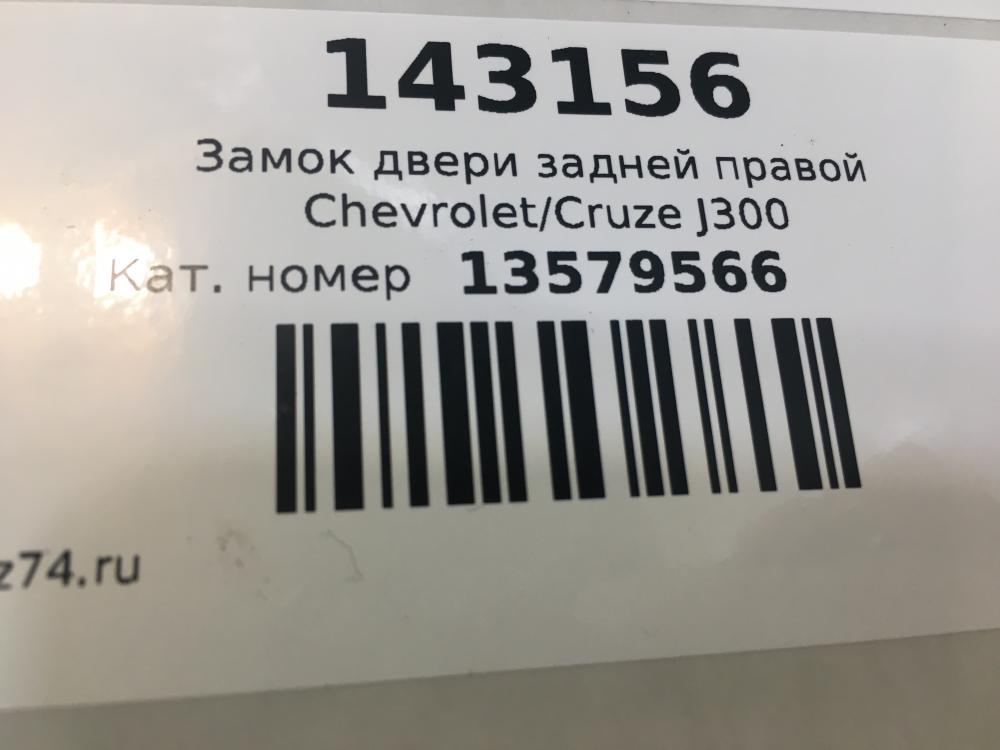 143156
Замок двери задней правой
Chevrolet/Cruze J300
Кат. номер 13579566
z74.ru